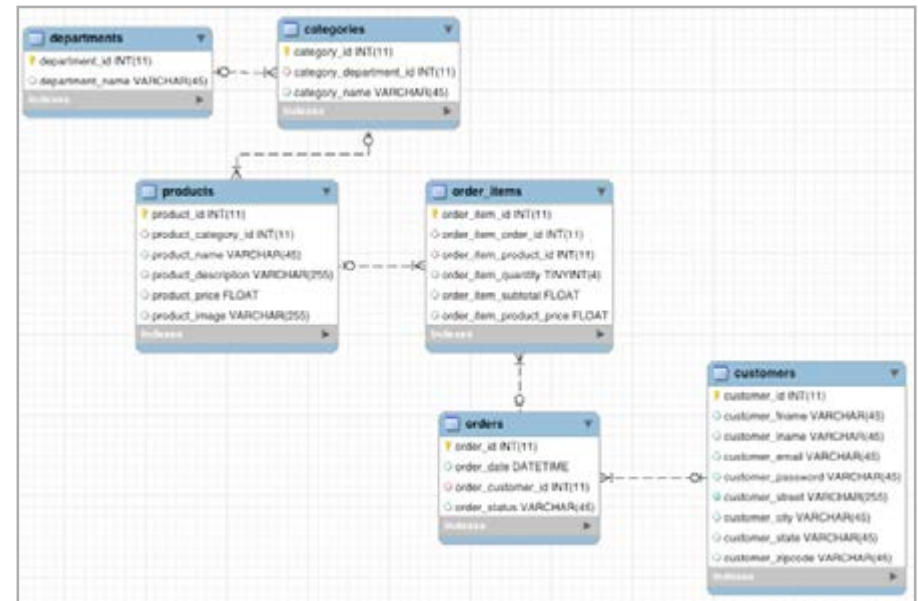 departments
department_id INT(11)
department_name VARCHAR(45)
Indexes
categories
category_id INT(11)
category_department_id INT(11)
category_name VARCHAR(45)
Indexes
products
product_id INT(11)
product_category_id INT(11)
product_name VARCHAR(45)
product_description VARCHAR(255)
product_price FLOAT
product_image VARCHAR(255)
Indexes
order_items
order_item_id INT(11)
order_item_order_id INT(11)
order_item_product_id INT(11)
order_item_quantity TINYINT(4)
order_item_subtotal FLOAT
order_item_product_price FLOAT
Indexes
orders
order_id INT(11)
order_date DATETIME
order_customer_id INT(11)
order_status VARCHAR(45)
Indexes
customers
customer_id INT(11)
customer_fname VARCHAR(45)
customer_lname VARCHAR(45)
customer_email VARCHAR(45)
customer_password VARCHAR(45)
customer_street VARCHAR(255)
customer_city VARCHAR(45)
customer_state VARCHAR(45)
customer_zipcode VARCHAR(45)
Indexes